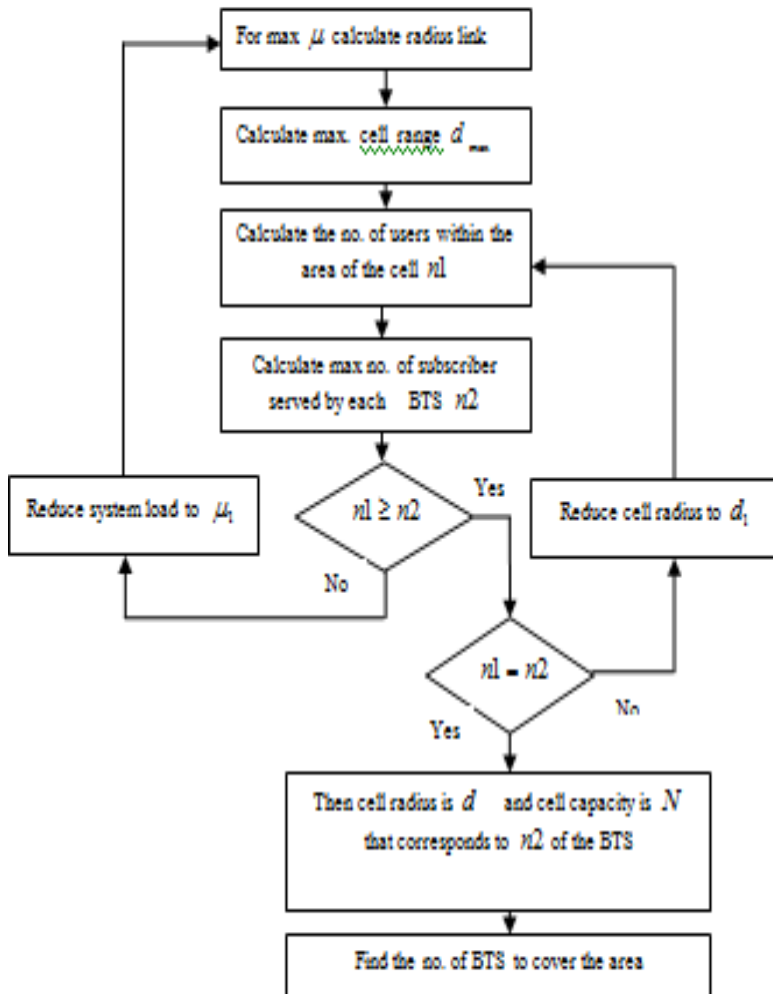 For max μ calculate radius link
Calculate max. cell range d max
Calculate the no. of users within the
area of the cell n1
Calculate max no. of subscriber
served by each BTS n2
Reduce system load to μ1
n1 ≥ n2
Yes
Reduce cell radius to d1
No
n1 = n2
No
Yes
Then cell radius is d and cell capacity is N
that corresponds to n2 of the BTS
Find the no. of BTS to cover the area